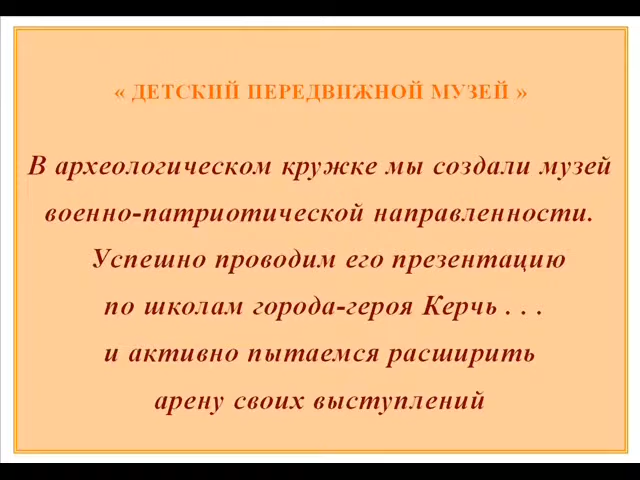 « ДЕТСКИЙ ПЕРЕДВИЖНОЙ МУЗЕЙ »
В археологическом кружке мы создали музей
военно-патриотической направленности.
Успешно проводим его презентацию
по школам города-героя Керчь . . .
и активно пытаемся расширить
арену своих выступлений